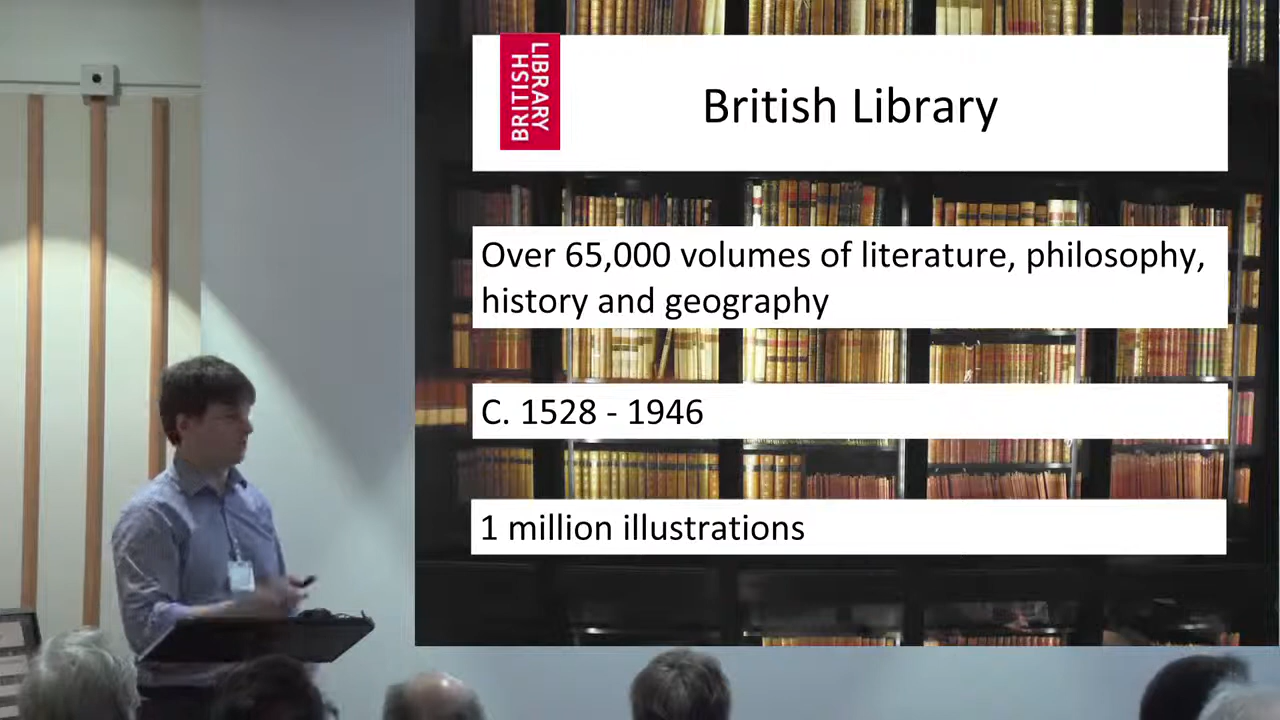 BRITISH
LIBRARY
British Library
Over 65,000 volumes of literature, philosophy,
history and geography
C. 1528 - 1946
1 million illustrations